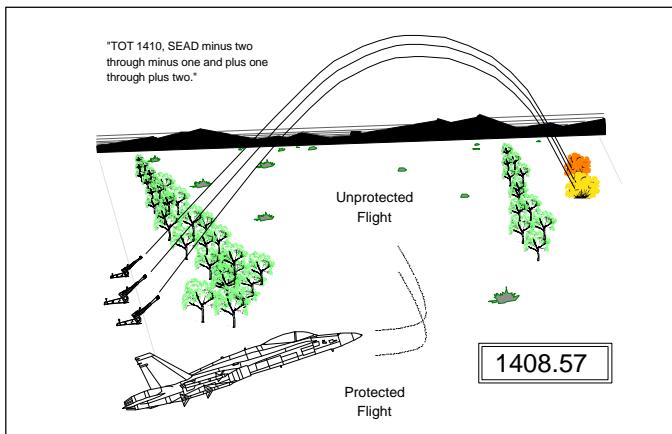 "TOT 1410, SEAD minus two
through minus one and plus one
through plus two."
Unprotected
Flight
1408.57
Protected
Flight